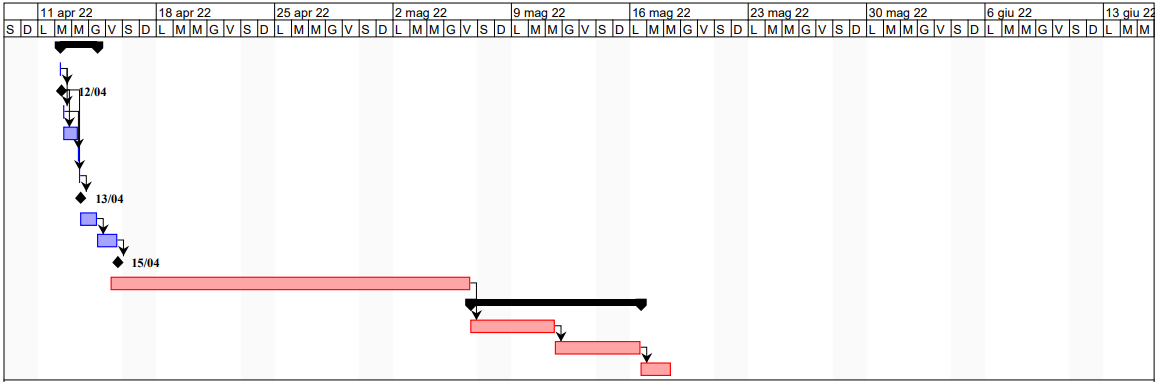 11 apr 22 18 apr 22 25 apr 22 2 mag 22 9 mag 22 16 mag 22 23 mag 22 30 mag 22 6 giu 22 13 giu 22
S D L M M G V S D L M M G V S D L M M G V S D L M M G V S D L M M G V S D L M M G V S D L M M G V S D L M M G V S D L M M G V S D L M M
12/04
13/04
15/04